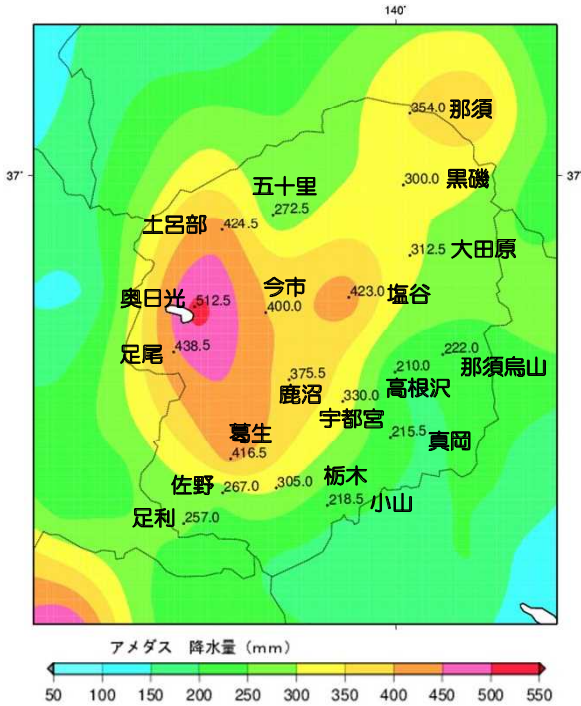 140°
354.0 那須
37°
37°
五十里
300.0 黒磯
272.5
土呂部
424.5
312.5 大田原
今市
奥日光 512.5
423.0 塩谷
400.0
438.5
足尾
222.0
210.0
那須烏山
375.5
高根沢
鹿沼
330.0
宇都宮
葛生
215.5 真岡
416.5
栃木
佐野 267.0
305.0
218.5 小山
足利 257.0
アメダス 降水量(mm)
50 100 150 200 250 300 350 400 450 500 550